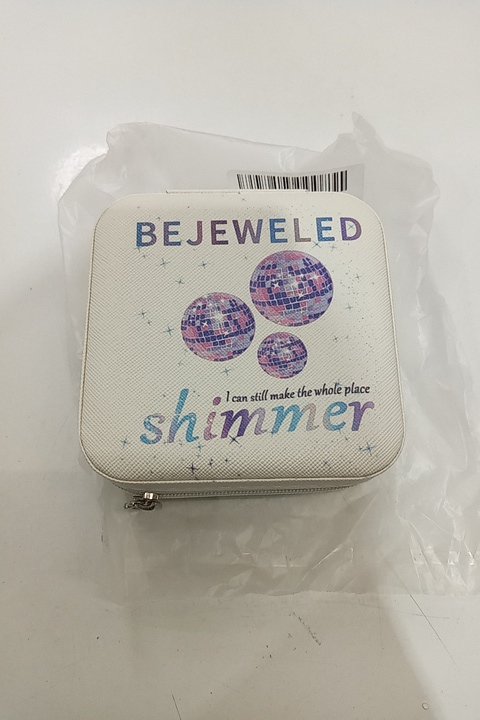 BEJEWELED
I can still make the whole place
shimmer